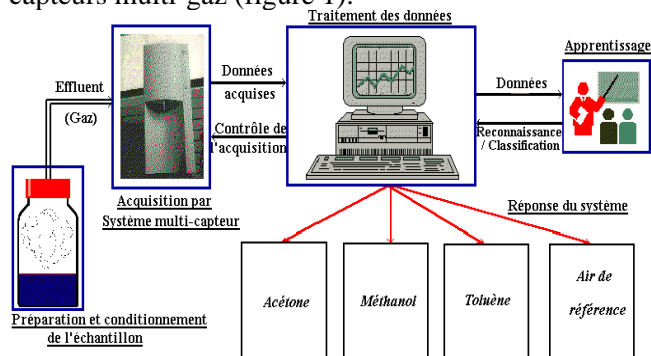 capteurs multi-gaz (figure 1).
Traitement des données
Apprentissage
Effluent
(Gaz)
Données
acquises
Contrôle de
l'acquisition
Données
Reconnaissance
/ Classification
Acquisition par
Système multi-capteur
Réponse du système
Préparation et conditionnement
de l'échantillon
Acétone
Méthanol
Toluène
Air de
référence